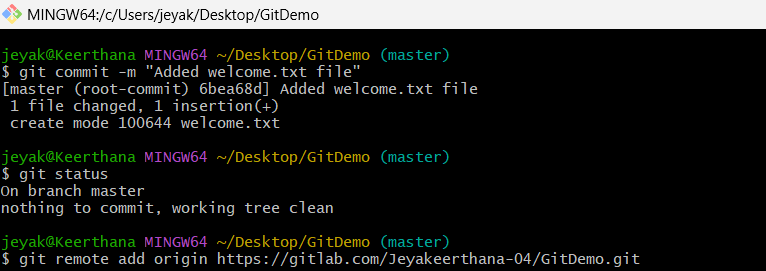 MINGW64:/c/Users/jeyak/Desktop/GitDemo
jeyak@Keerthana MINGW64 ~/Desktop/GitDemo (master)
$ git commit -m "Added welcome.txt file"
[master (root-commit) 6bea68d] Added welcome.txt file
 1 file changed, 1 insertion(+)
 create mode 100644 welcome.txt
jeyak@Keerthana MINGW64 ~/Desktop/GitDemo (master)
$ git status
On branch master
nothing to commit, working tree clean
jeyak@Keerthana MINGW64 ~/Desktop/GitDemo (master)
$ git remote add origin https://gitlab.com/Jeyakeerthana-04/GitDemo.git